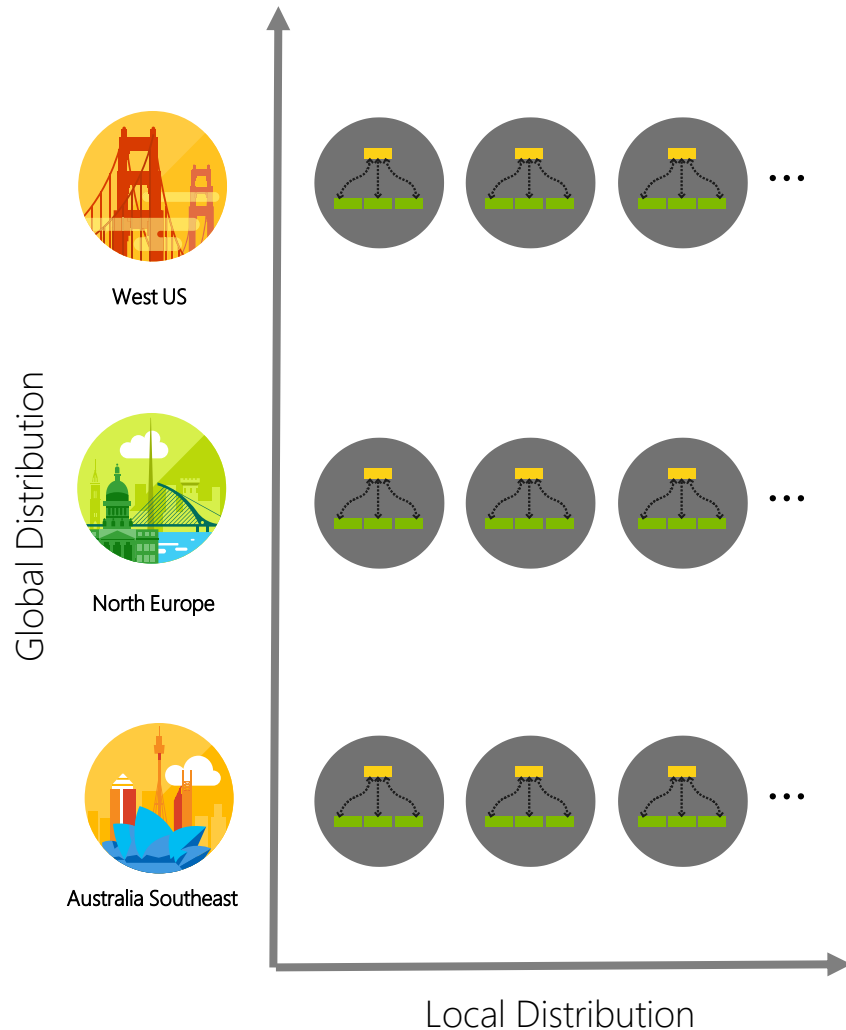 West US
Global Distribution
North Europe
Australia Southeast
Local Distribution
...
...
...